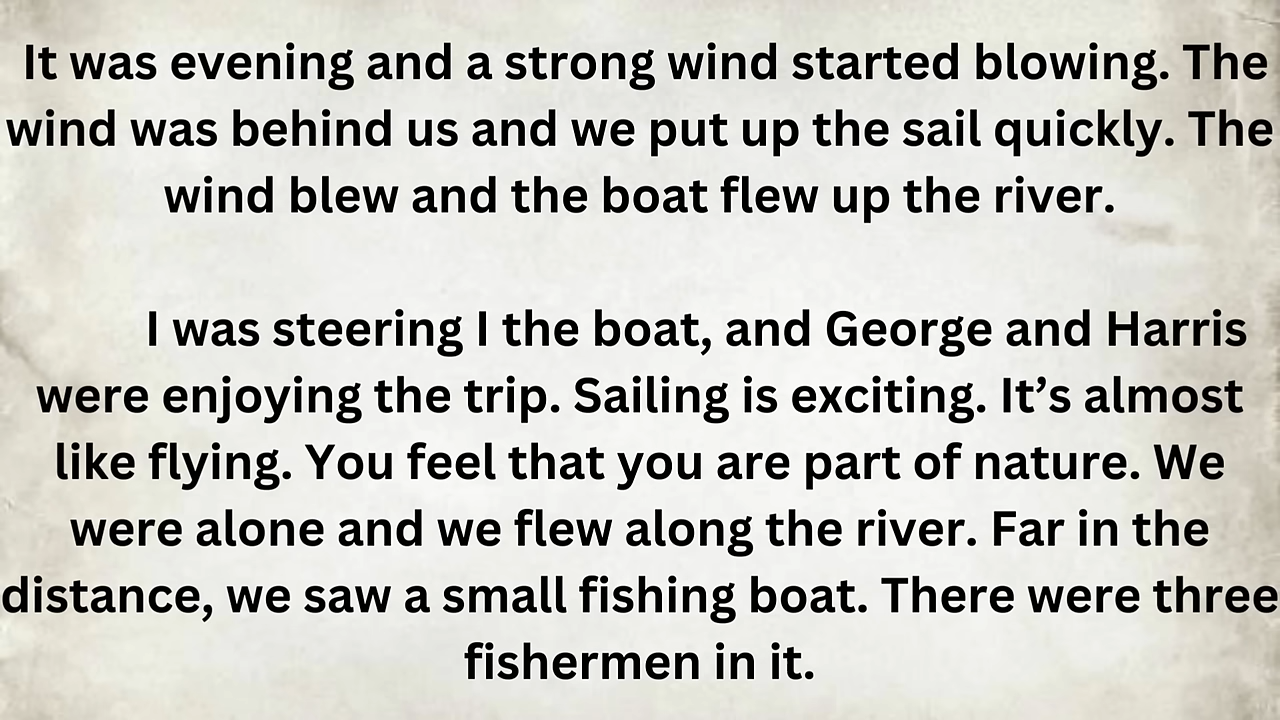 It was evening and a strong wind started blowing. The
wind was behind us and we put up the sail quickly. The
wind blew and the boat flew up the river.
I was steering I the boat, and George and Harris
were enjoying the trip. Sailing is exciting. It’s almost
like flying. You feel that you are part of nature. We
were alone and we flew along the river. Far in the
distance, we saw a small fishing boat. There were three
fishermen in it.